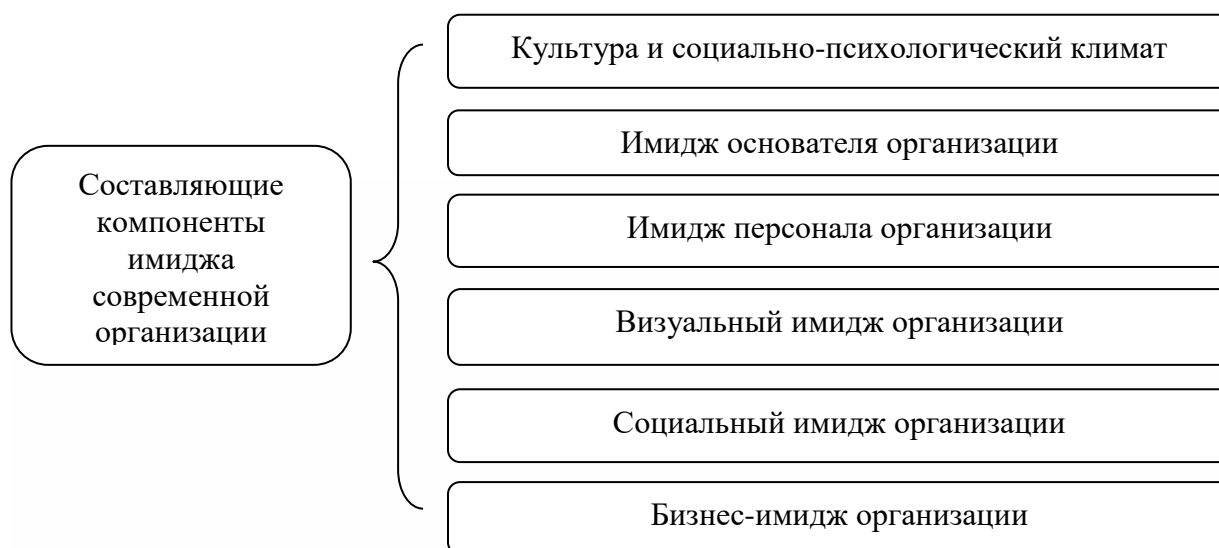 Культура и социально-психологический климат
Имидж основателя организации
Составляющие
компоненты
имиджа
современной
организации
Имидж персонала организации
Визуальный имидж организации
Социальный имидж организации
Бизнес-имидж организации